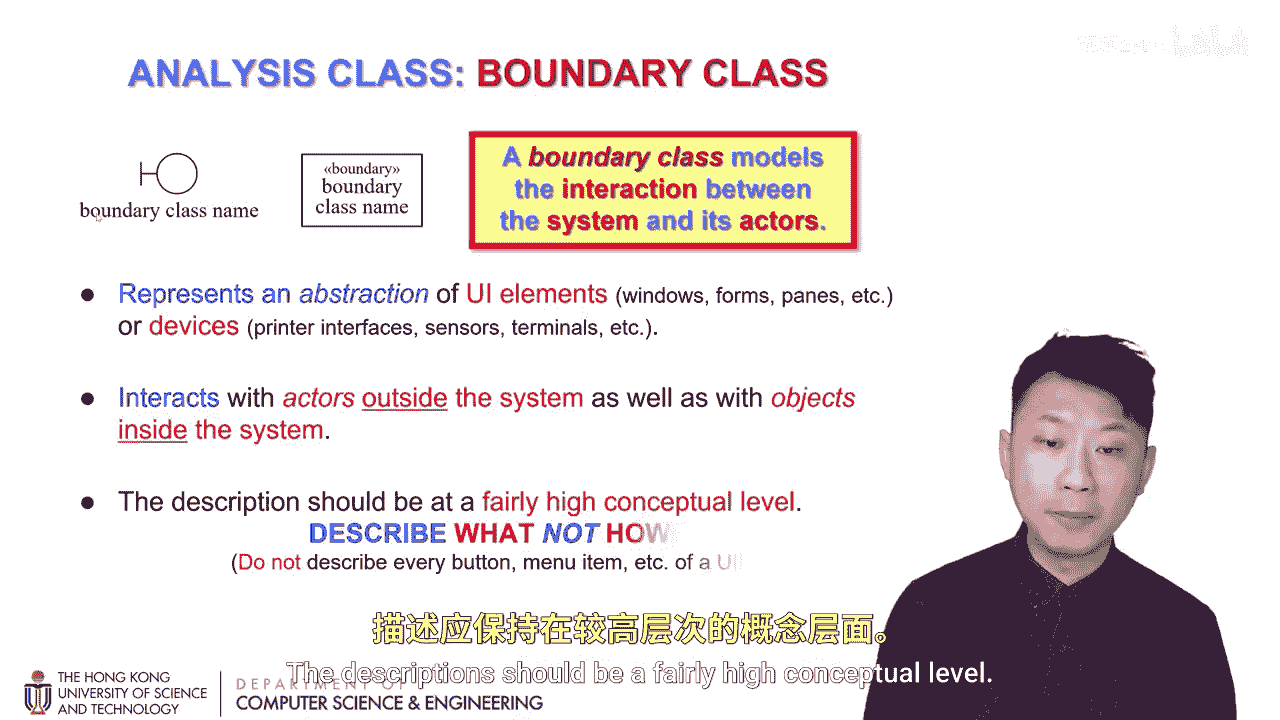 ANALYSIS CLASS: BOUNDARY CLASS
boundary class name
«boundary»
boundary
class name
A boundary class models
the interaction between
the system and its actors.
● Represents an abstraction of UI elements (windows, forms, panes, etc.)
or devices (printer interfaces, sensors, terminals, etc.).
● Interacts with actors outside the system as well as with objects
inside the system.
● The description should be at a fairly high conceptual level.
DESCRIBE WHAT NOT HOW
(Do not describe every button, menu item, etc. of a UI
描述应保持在较高层次的概念层面。
The descriptions should be a fairly high conceptual level.
THE HONG KONG
UNIVERSITY OF SCIENCE
AND TECHNOLOGY
DEPARTMENT OF
COMPUTER SCIENCE & ENGINEERING